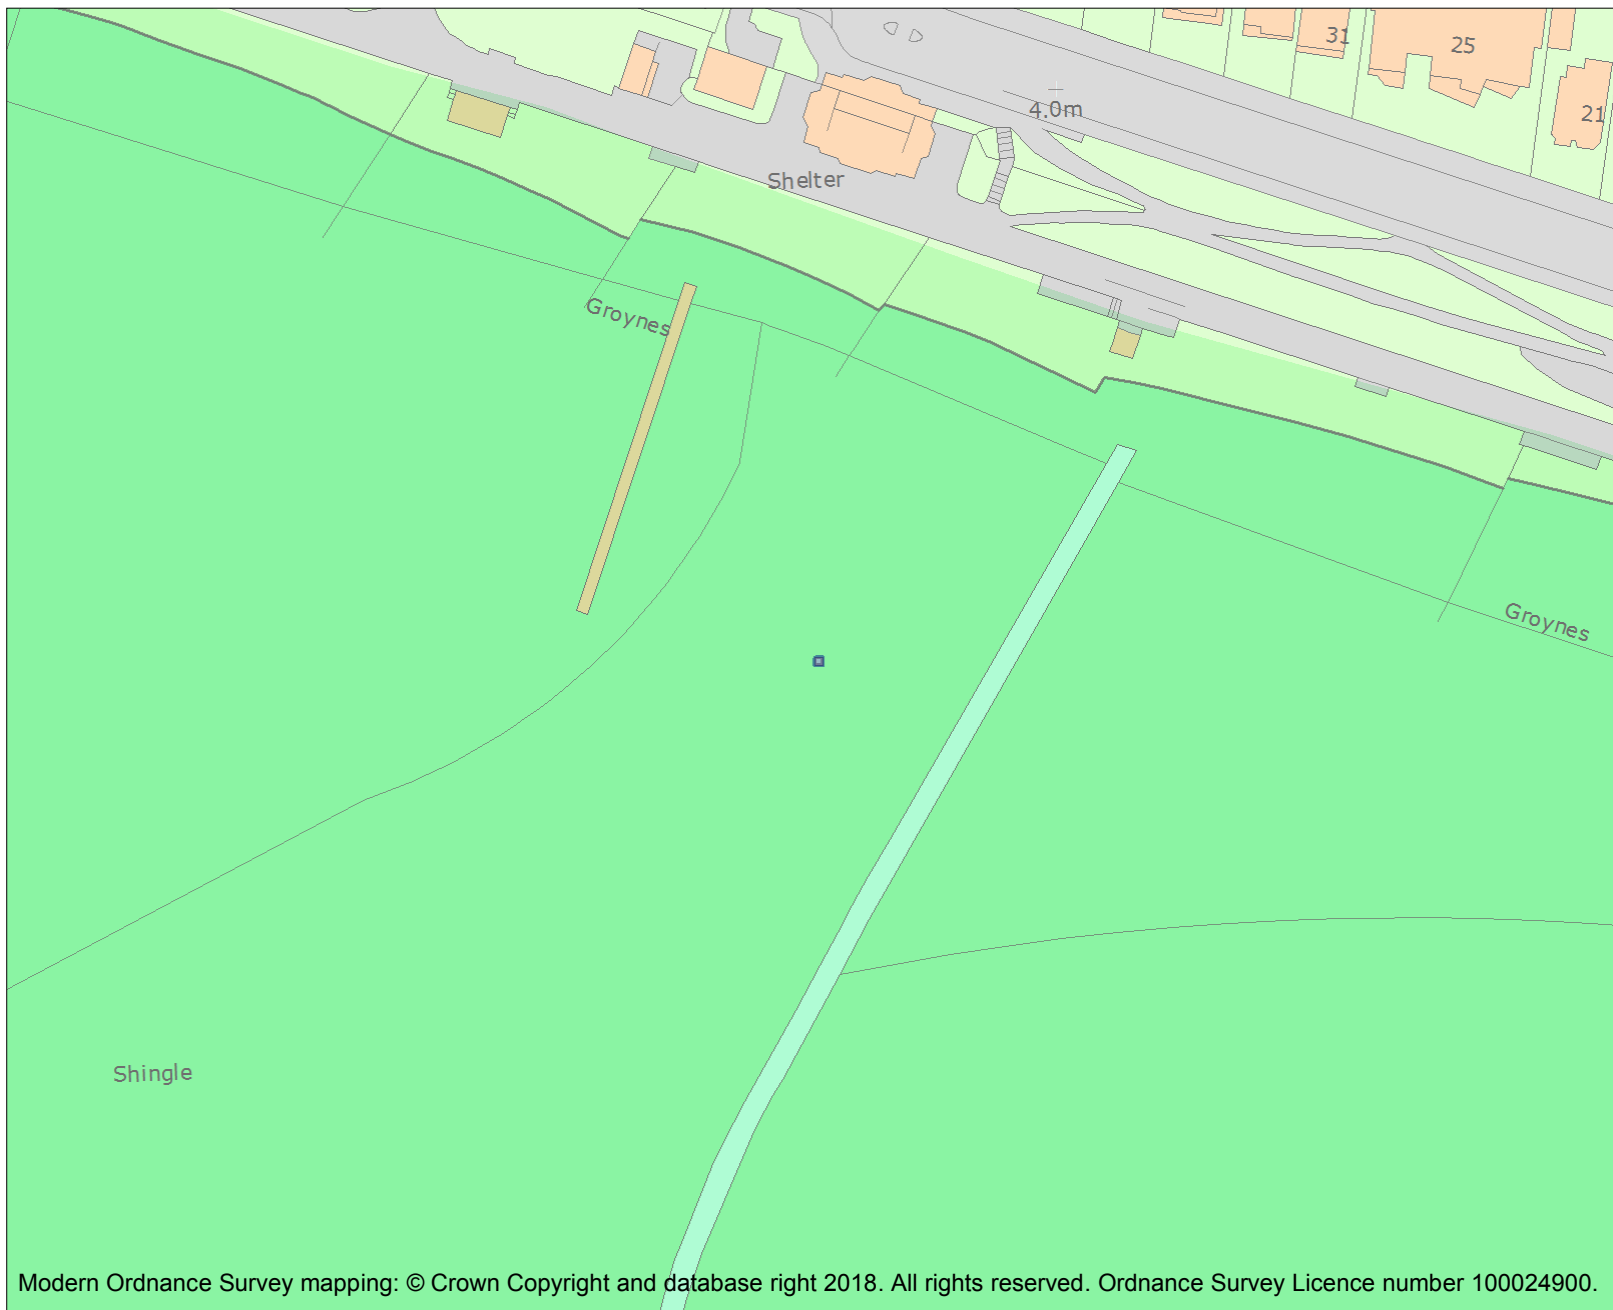 31
25
4.0m
21
Shelter
Groynes
Groynes
Shingle
Modern Ordnance Survey mapping: © Crown Copyright and database right 2018. All rights reserved. Ordnance Survey Licence number 100024900.